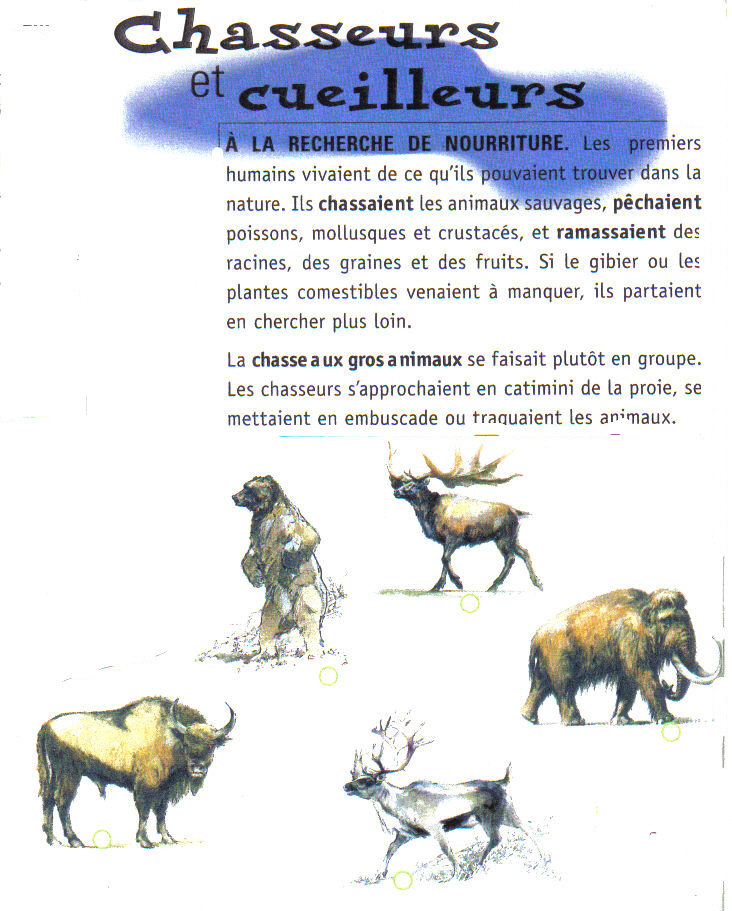 Chasseurs
et cueilleurs
À LA RECHERCHE DE NOURRITURE. Les premiers
humains vivaient de ce qu'ils pouvaient trouver dans la
nature. Ils chassaient les animaux sauvages, pêchaient
poissons, mollusques et crustacés, et ramassaient des
racines, des graines et des fruits. Si le gibier ou les
plantes comestibles venaient à manquer, ils partaient
en chercher plus loin.
La chasse aux gros animaux se faisait plutôt en groupe.
Les chasseurs s'approchaient en catimini de la proie, se
mettaient en embuscade ou traquaient les animaux.